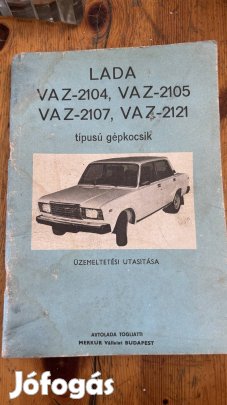 LADA
VAZ-2104, VAZ-2105
VAZ-2107, VAZ-2121
típusú gépkocsik
ÜZEMELTETÉSI UTASÍTÁSA
AVTOLADA TOGLIATTI
MERKUR Vállalat BUDAPEST
Jófogás